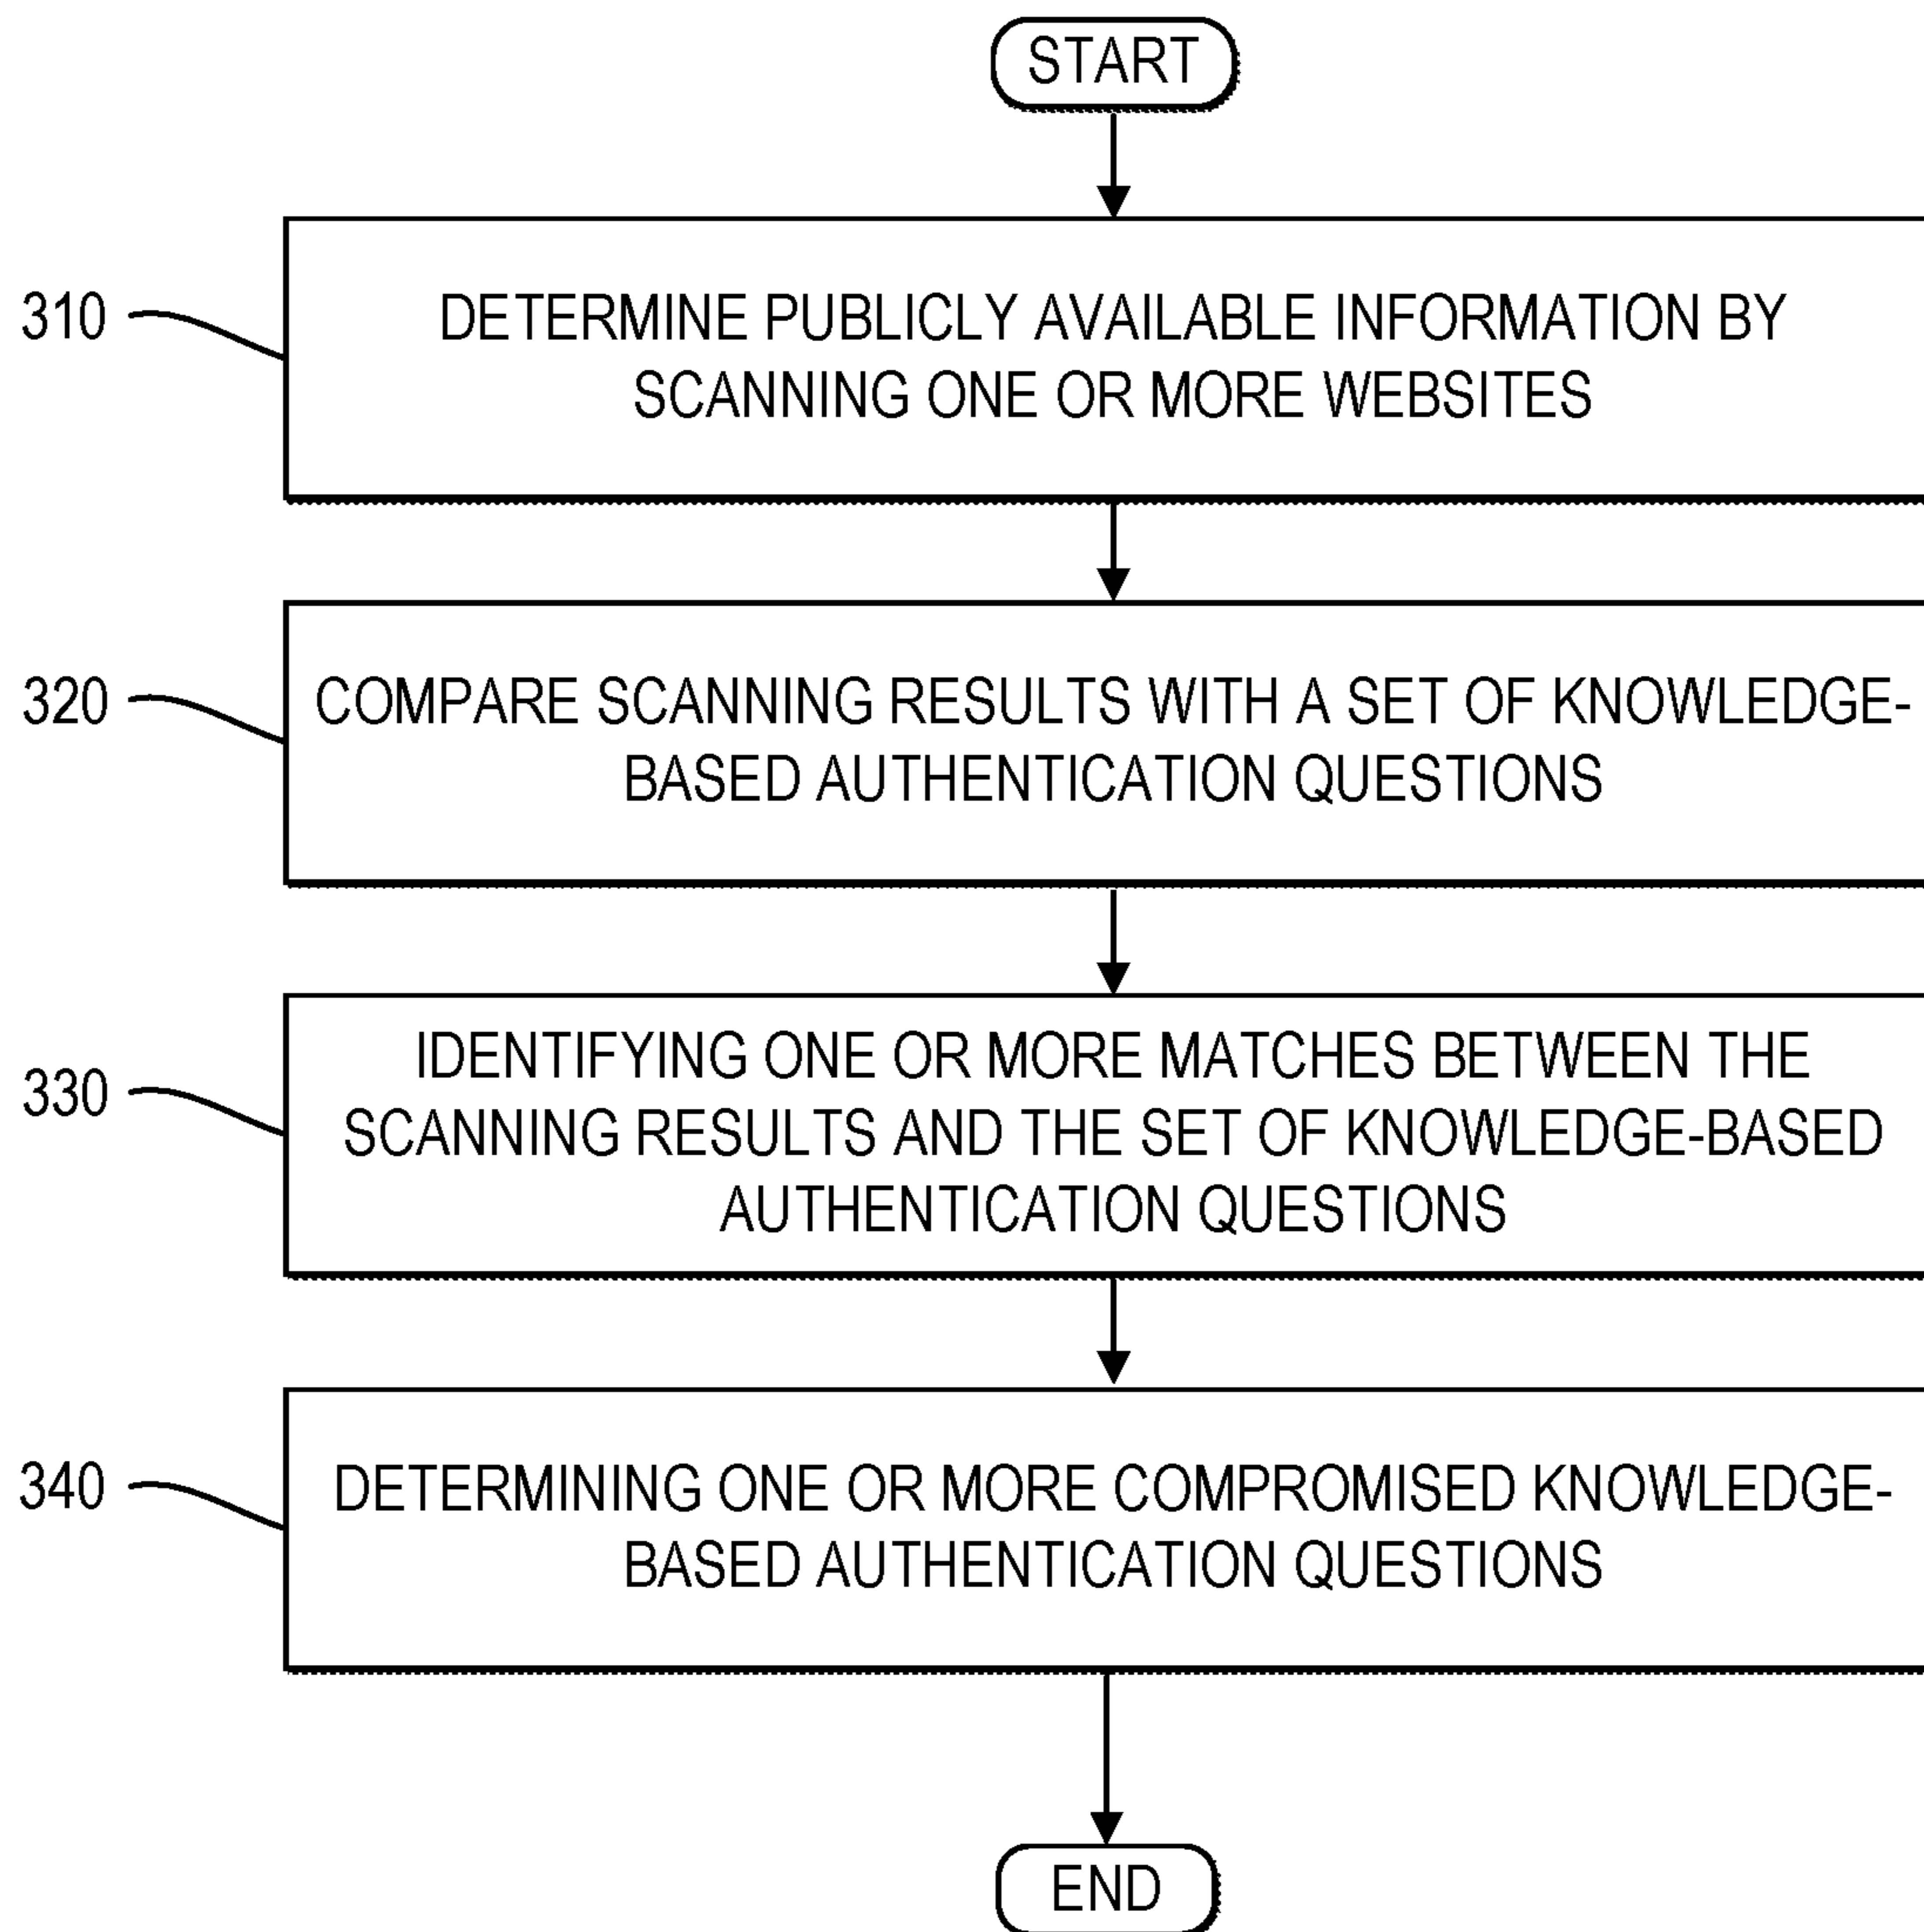 START
310
DETERMINE PUBLICLY AVAILABLE INFORMATION BY
SCANNING ONE OR MORE WEBSITES
320
COMPARE SCANNING RESULTS WITH A SET OF KNOWLEDGE-
BASED AUTHENTICATION QUESTIONS
330
IDENTIFYING ONE OR MORE MATCHES BETWEEN THE
SCANNING RESULTS AND THE SET OF KNOWLEDGE-BASED
AUTHENTICATION QUESTIONS
340
DETERMINING ONE OR MORE COMPROMISED KNOWLEDGE-
BASED AUTHENTICATION QUESTIONS
END